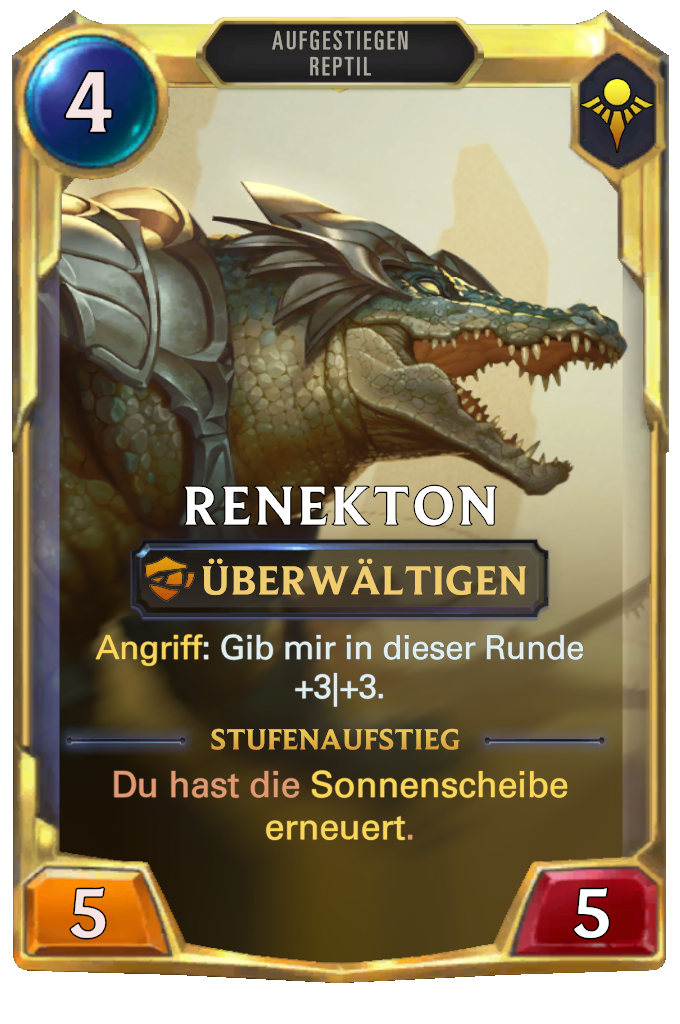 AUFGESTIEGEN
REPTIL
4
RENEKTON
ÜBERWÄLTIGEN
Angriff: Gib mir in dieser Runde
+3|+3.
STUFENAUFSTIEG
Du hast die Sonnenscheibe
erneuert.
5
5